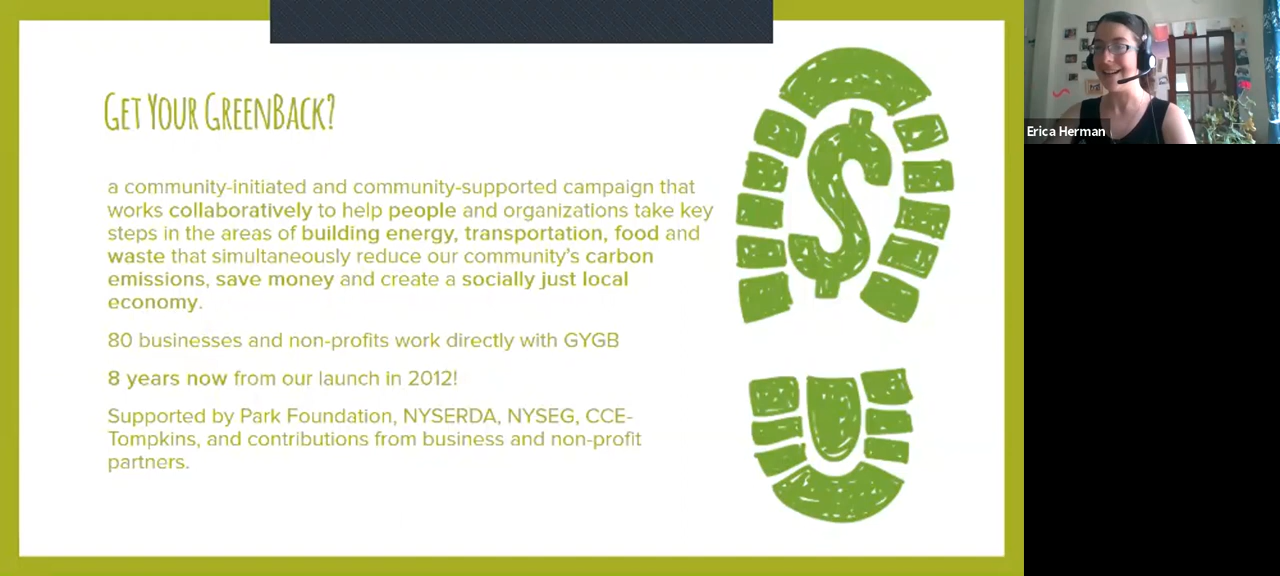 GET YOUR GREENBACK?
a community-initiated and community-supported campaign that
works collaboratively to help people and organizations take key
steps in the areas of building energy, transportation, food and
waste that simultaneously reduce our community's carbon
emissions, save money and create a socially just local
economy.
80 businesses and non-profits work directly with GYGB
8 years now from our launch in 2012!
Supported by Park Foundation, NYSERDA, NYSEG, CCE-
Tompkins, and contributions from business and non-profit
partners.
$
Erica Herman